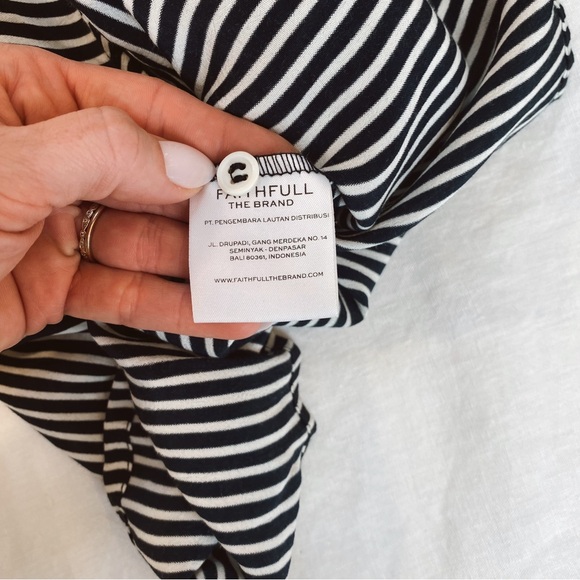 FAITHFULL
THE BRAND
PT. PENGEMBARA LAUTAN DISTRIBUSI
JL. DRUPADI, GANG MERDEKA NO. 14
SEMINYAK - DENPASAR
BALI 80361, INDONESIA
WWW.FAITHFULLTHEBRAND.COM